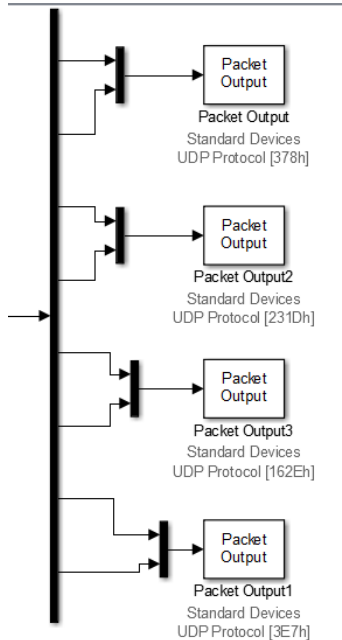 Packet
Output
Packet Output
Standard Devices
UDP Protocol [378h]
Packet
Output
Packet Output2
Standard Devices
UDP Protocol [231Dh]
Packet
Output
Packet Output3
Standard Devices
UDP Protocol [162Eh]
Packet
Output
Packet Output1
Standard Devices
UDP Protocol [3E7h]